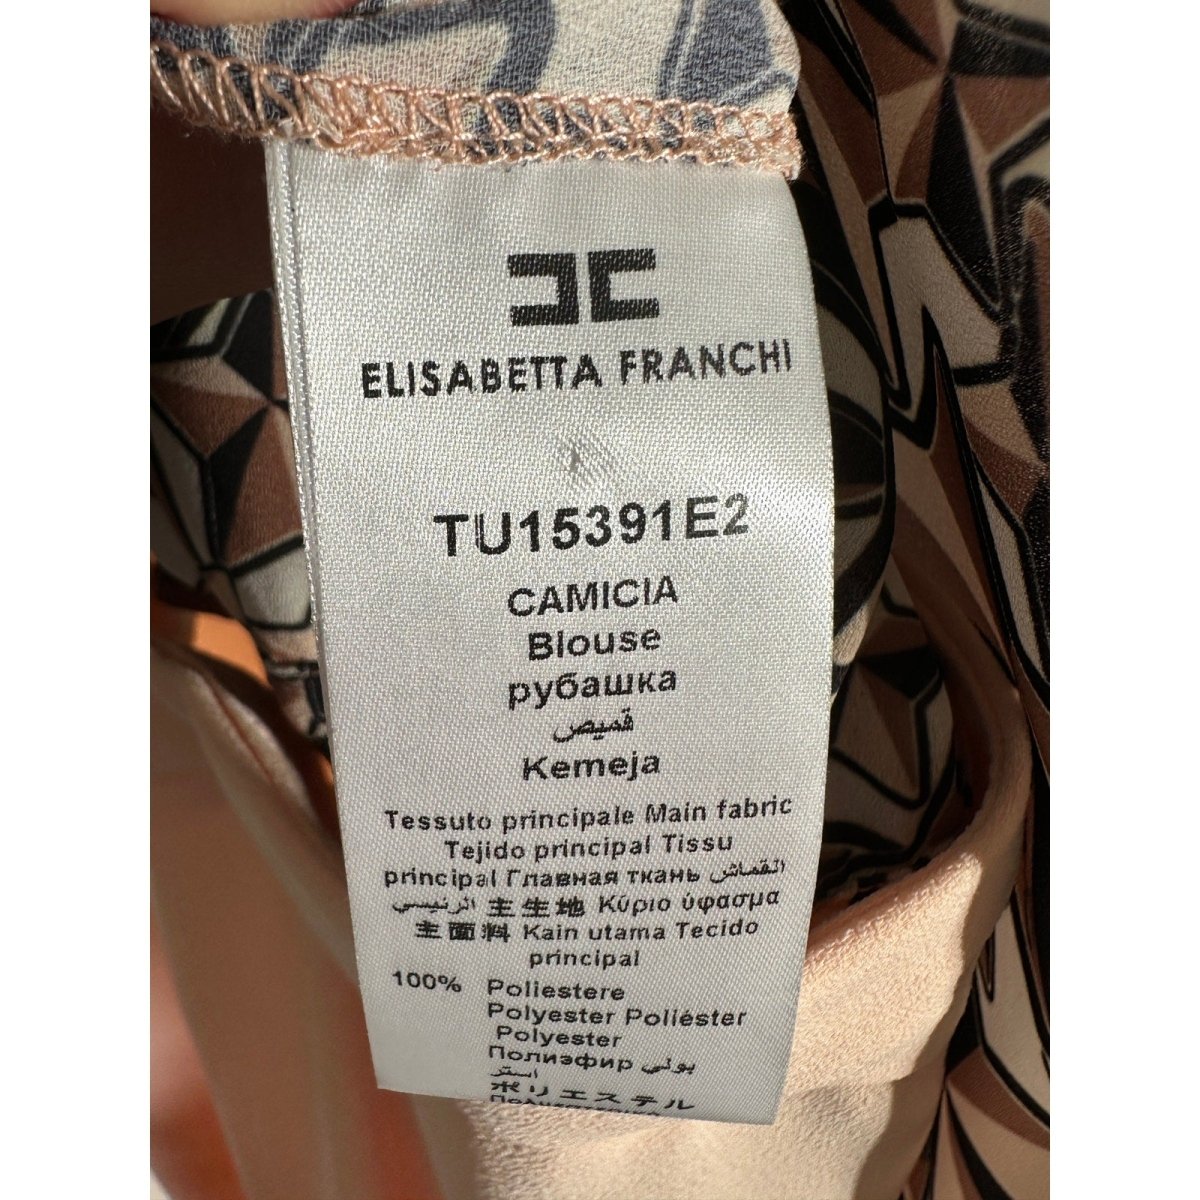 ELISABETTA FRANCHI
TU15391E2
CAMICIA
Blouse
рубашка
قميص
Kemeja
Tessuto principale Main fabric
Tejido principal Tissu
principal Главная ткань القماش
الرئيسي 主生地 Κύριο ύφασμα
主面料 Kain utama Tecido
principal
100% Poliestere
Polyester Poliéster
Polyester
Полиэфир بولي
استر
ポリエステル